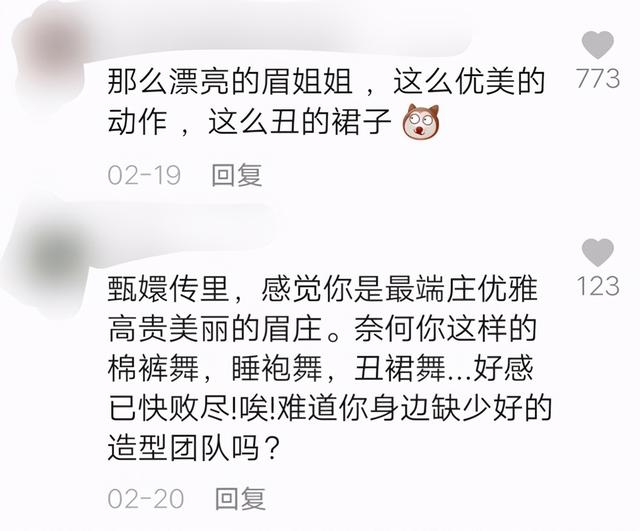 那么漂亮的眉姐姐，这么优美的
动作，这么丑的裙子
773
02-19 回复
甄嬛传里，感觉你是最端庄优雅
高贵美丽的眉庄。奈何你这样的
棉裤舞，睡袍舞，丑裙舞...好感
已快败尽!唉!难道你身边缺少好的
造型团队吗？
123
02-20 回复